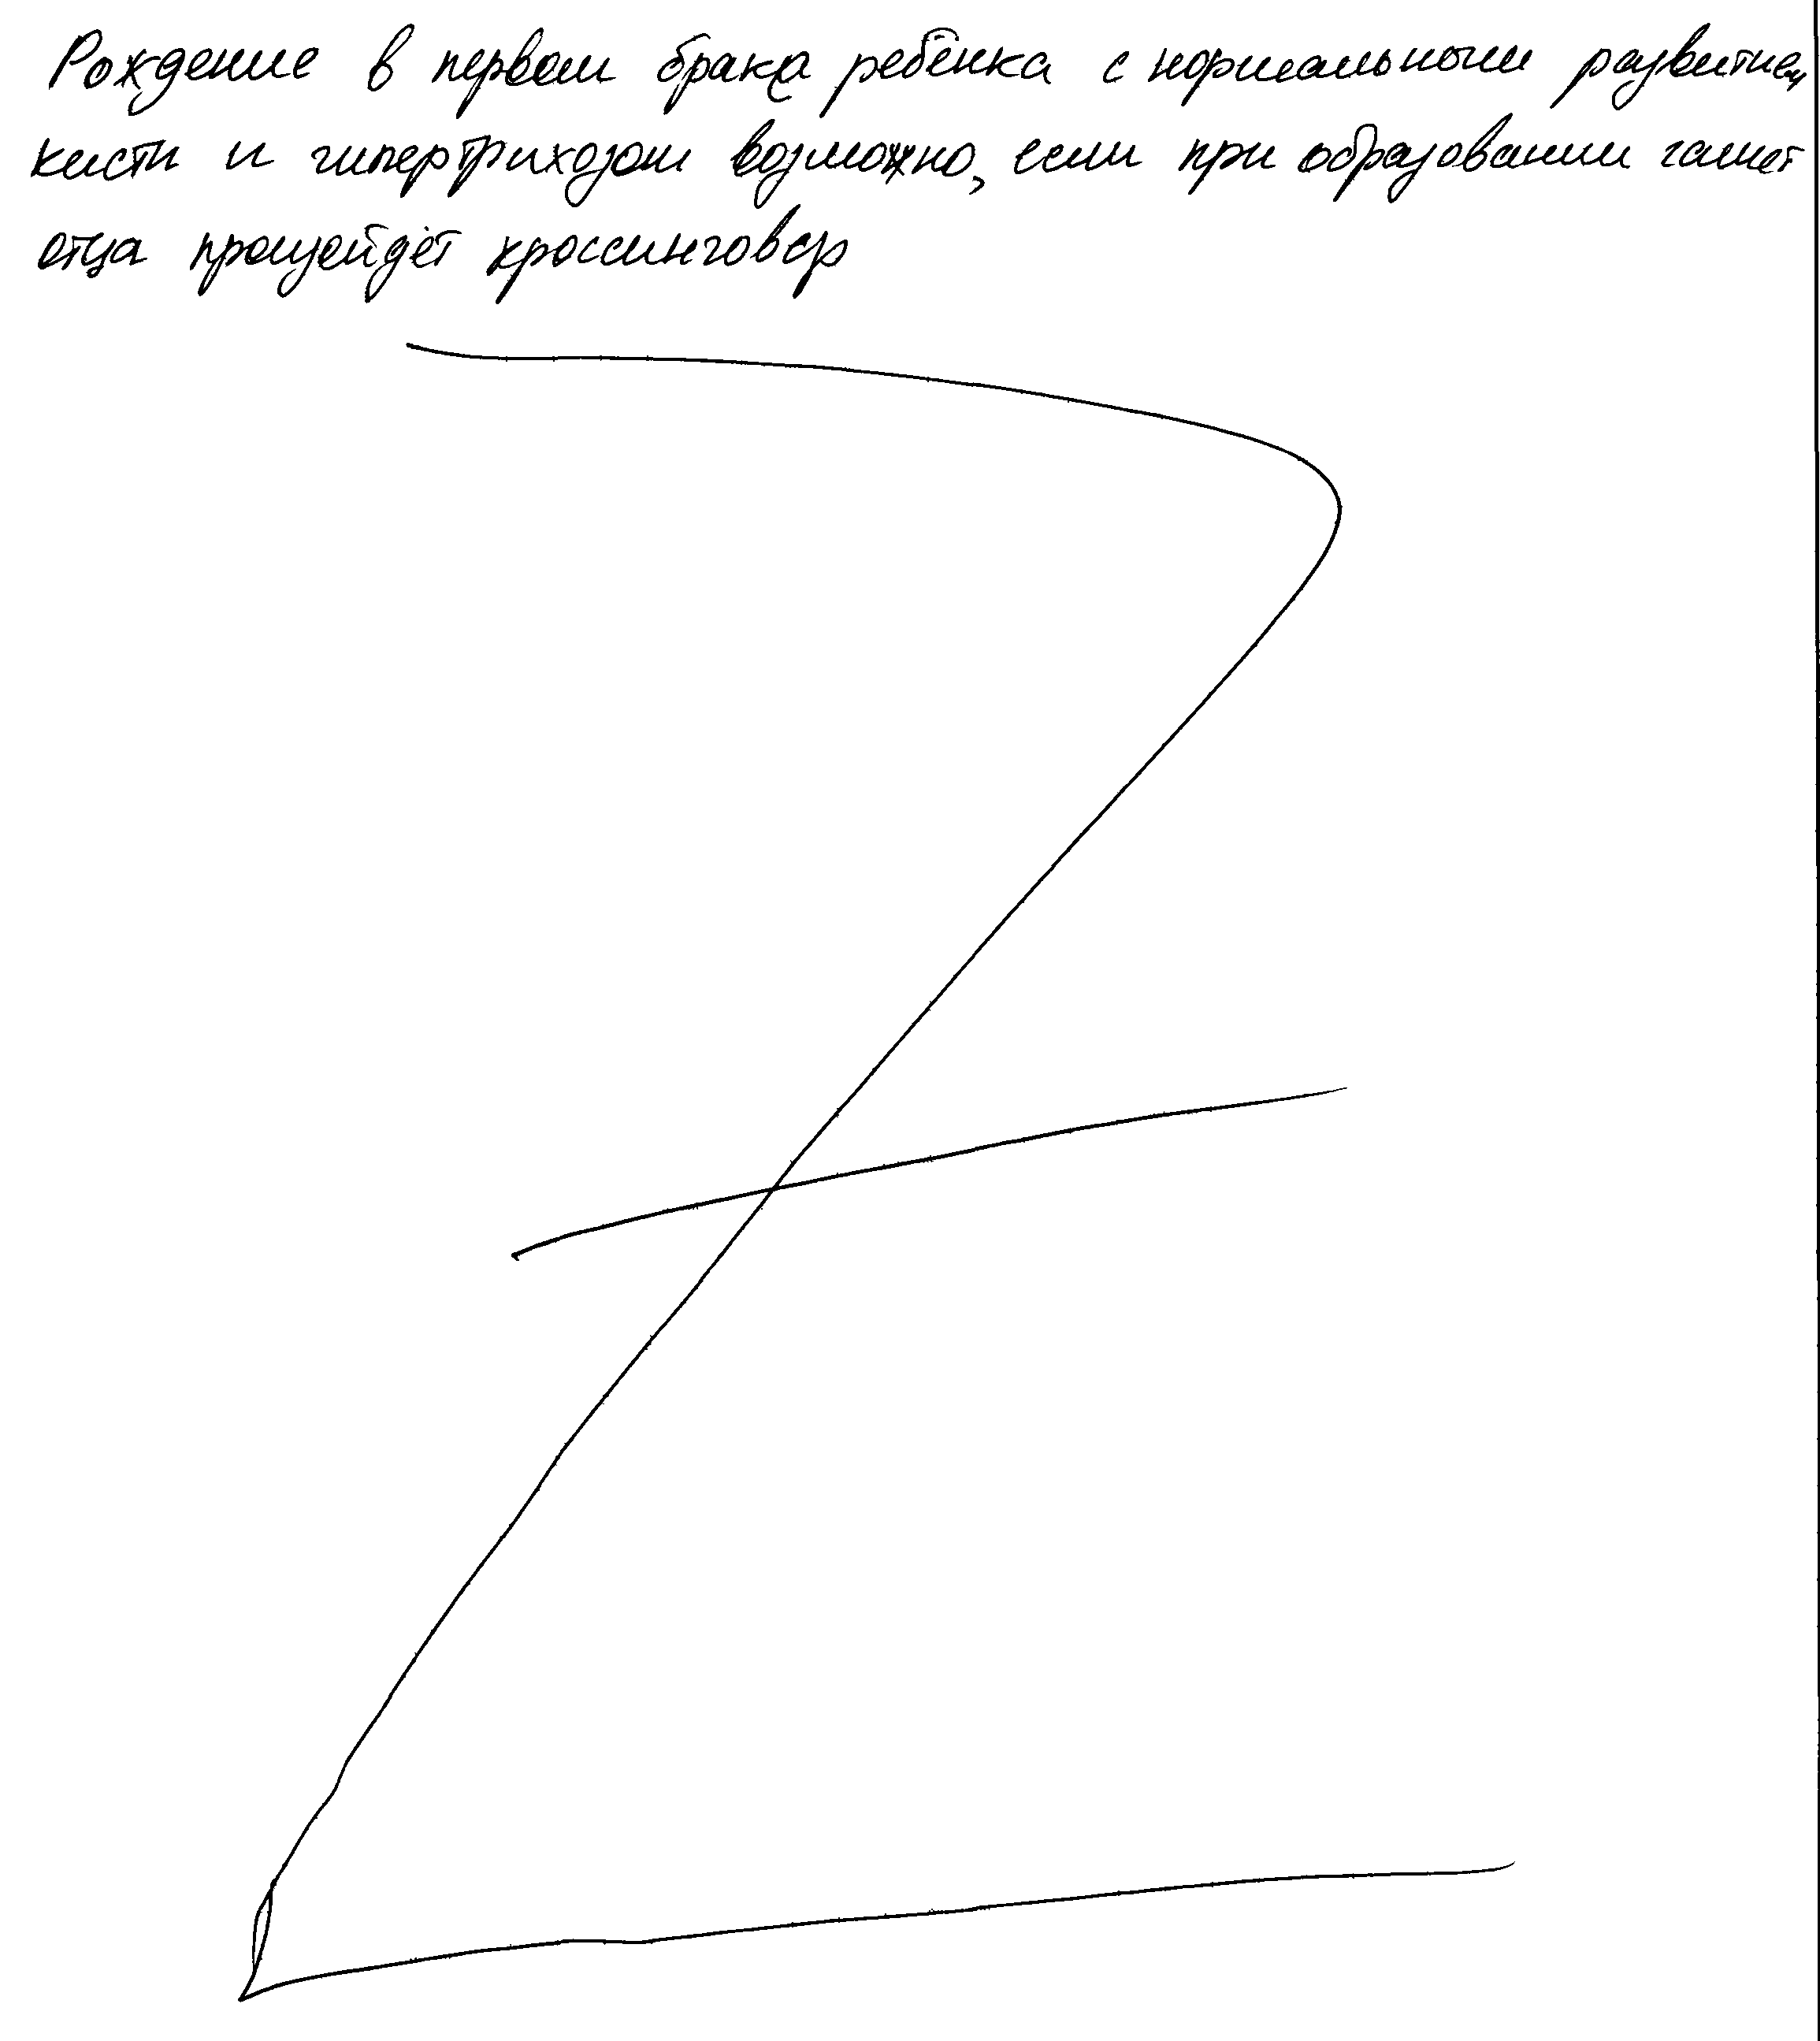 Рождение в первом браке ребёнка с нормальным развитием
кисти и гипертрихозом возможно, если при образовании гамет
отца произойдёт кроссинговер